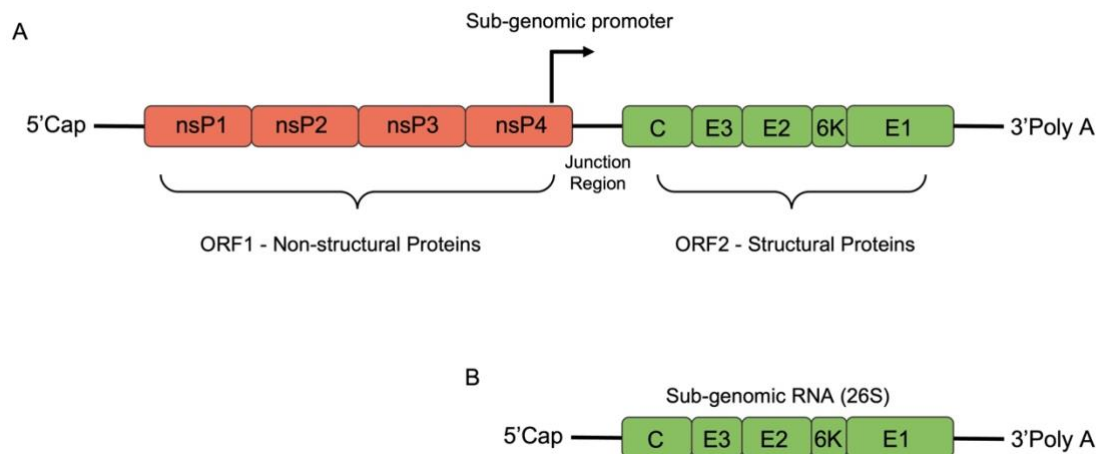 A
Sub-genomic promoter
5'Cap nsP1 nsP2 nsP3 nsP4 C E3 E2 6K E1 3'Poly A
Junction
Region
ORF1 - Non-structural Proteins ORF2 - Structural Proteins
B
Sub-genomic RNA (26S)
5'Cap C E3 E2 6K E1 3'Poly A